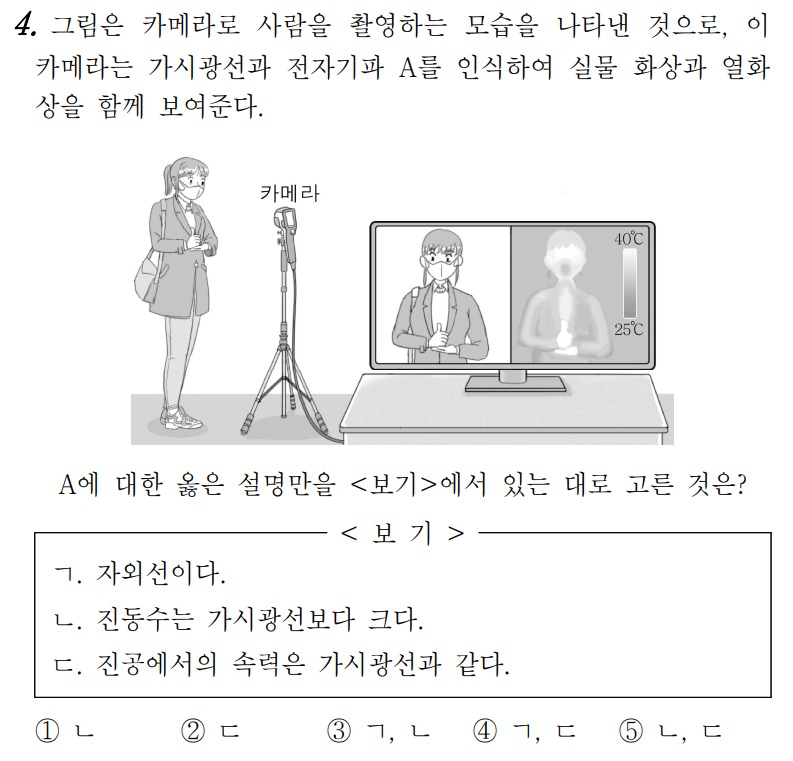 4. 그림은 카메라로 사람을 촬영하는 모습을 나타낸 것으로, 이
카메라는 가시광선과 전자기파 A를 인식하여 실물 화상과 열화
상을 함께 보여준다.
카메라
40℃
25℃
A에 대한 옳은 설명만을 <보기>에서 있는 대로 고른 것은?
< 보 기 >
ㄱ. 자외선이다.
ㄴ. 진동수는 가시광선보다 크다.
ㄷ. 진공에서의 속력은 가시광선과 같다.
① ㄴ ② ㄷ ③ ㄱ, ㄴ ④ ㄱ, ㄷ ⑤ ㄴ, ㄷ